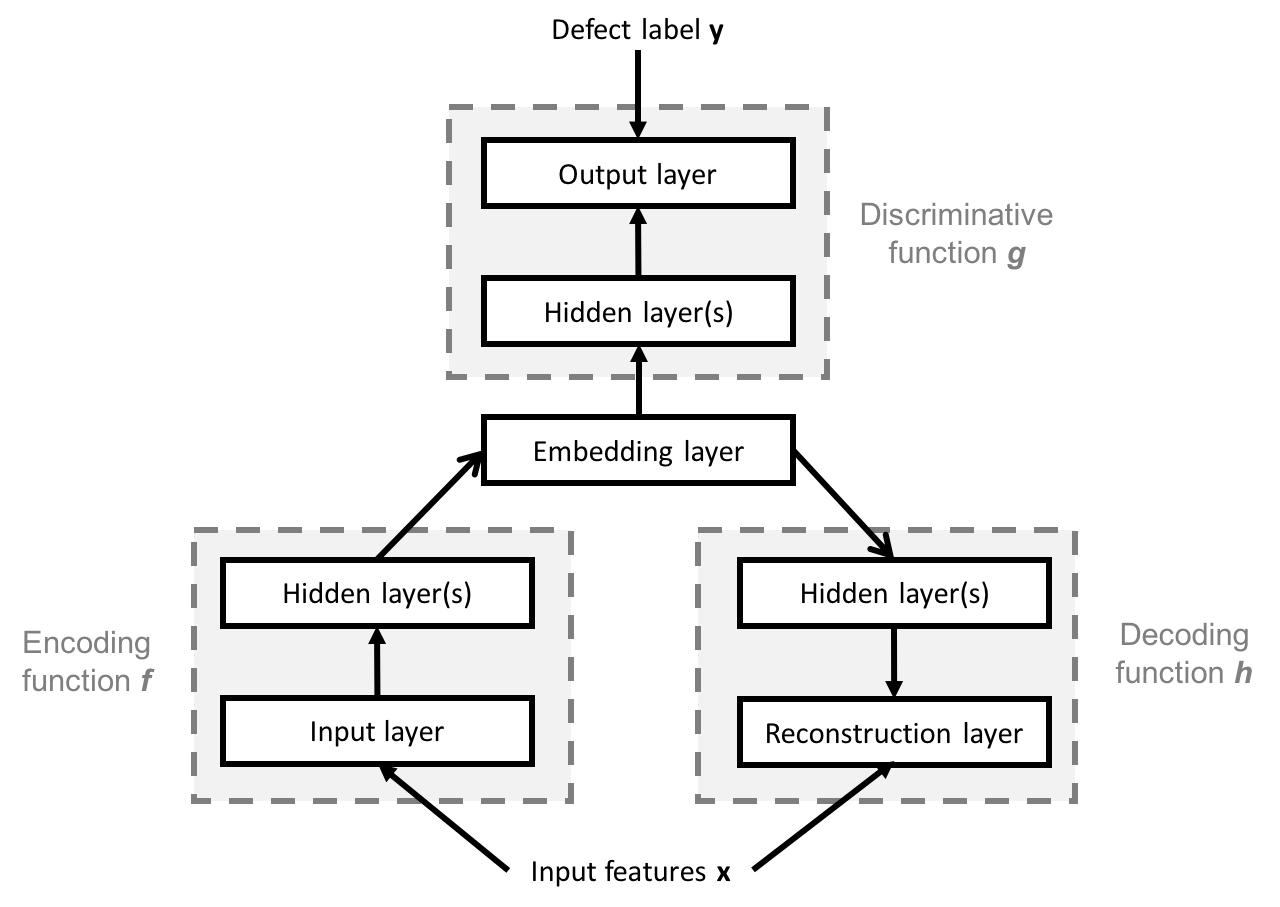 Defect label y
Output layer
Discriminative
function g
Hidden layer(s)
Embedding layer
Hidden layer(s)
Hidden layer(s)
Encoding
function f
Decoding
function h
Input layer
Reconstruction layer
Input features x